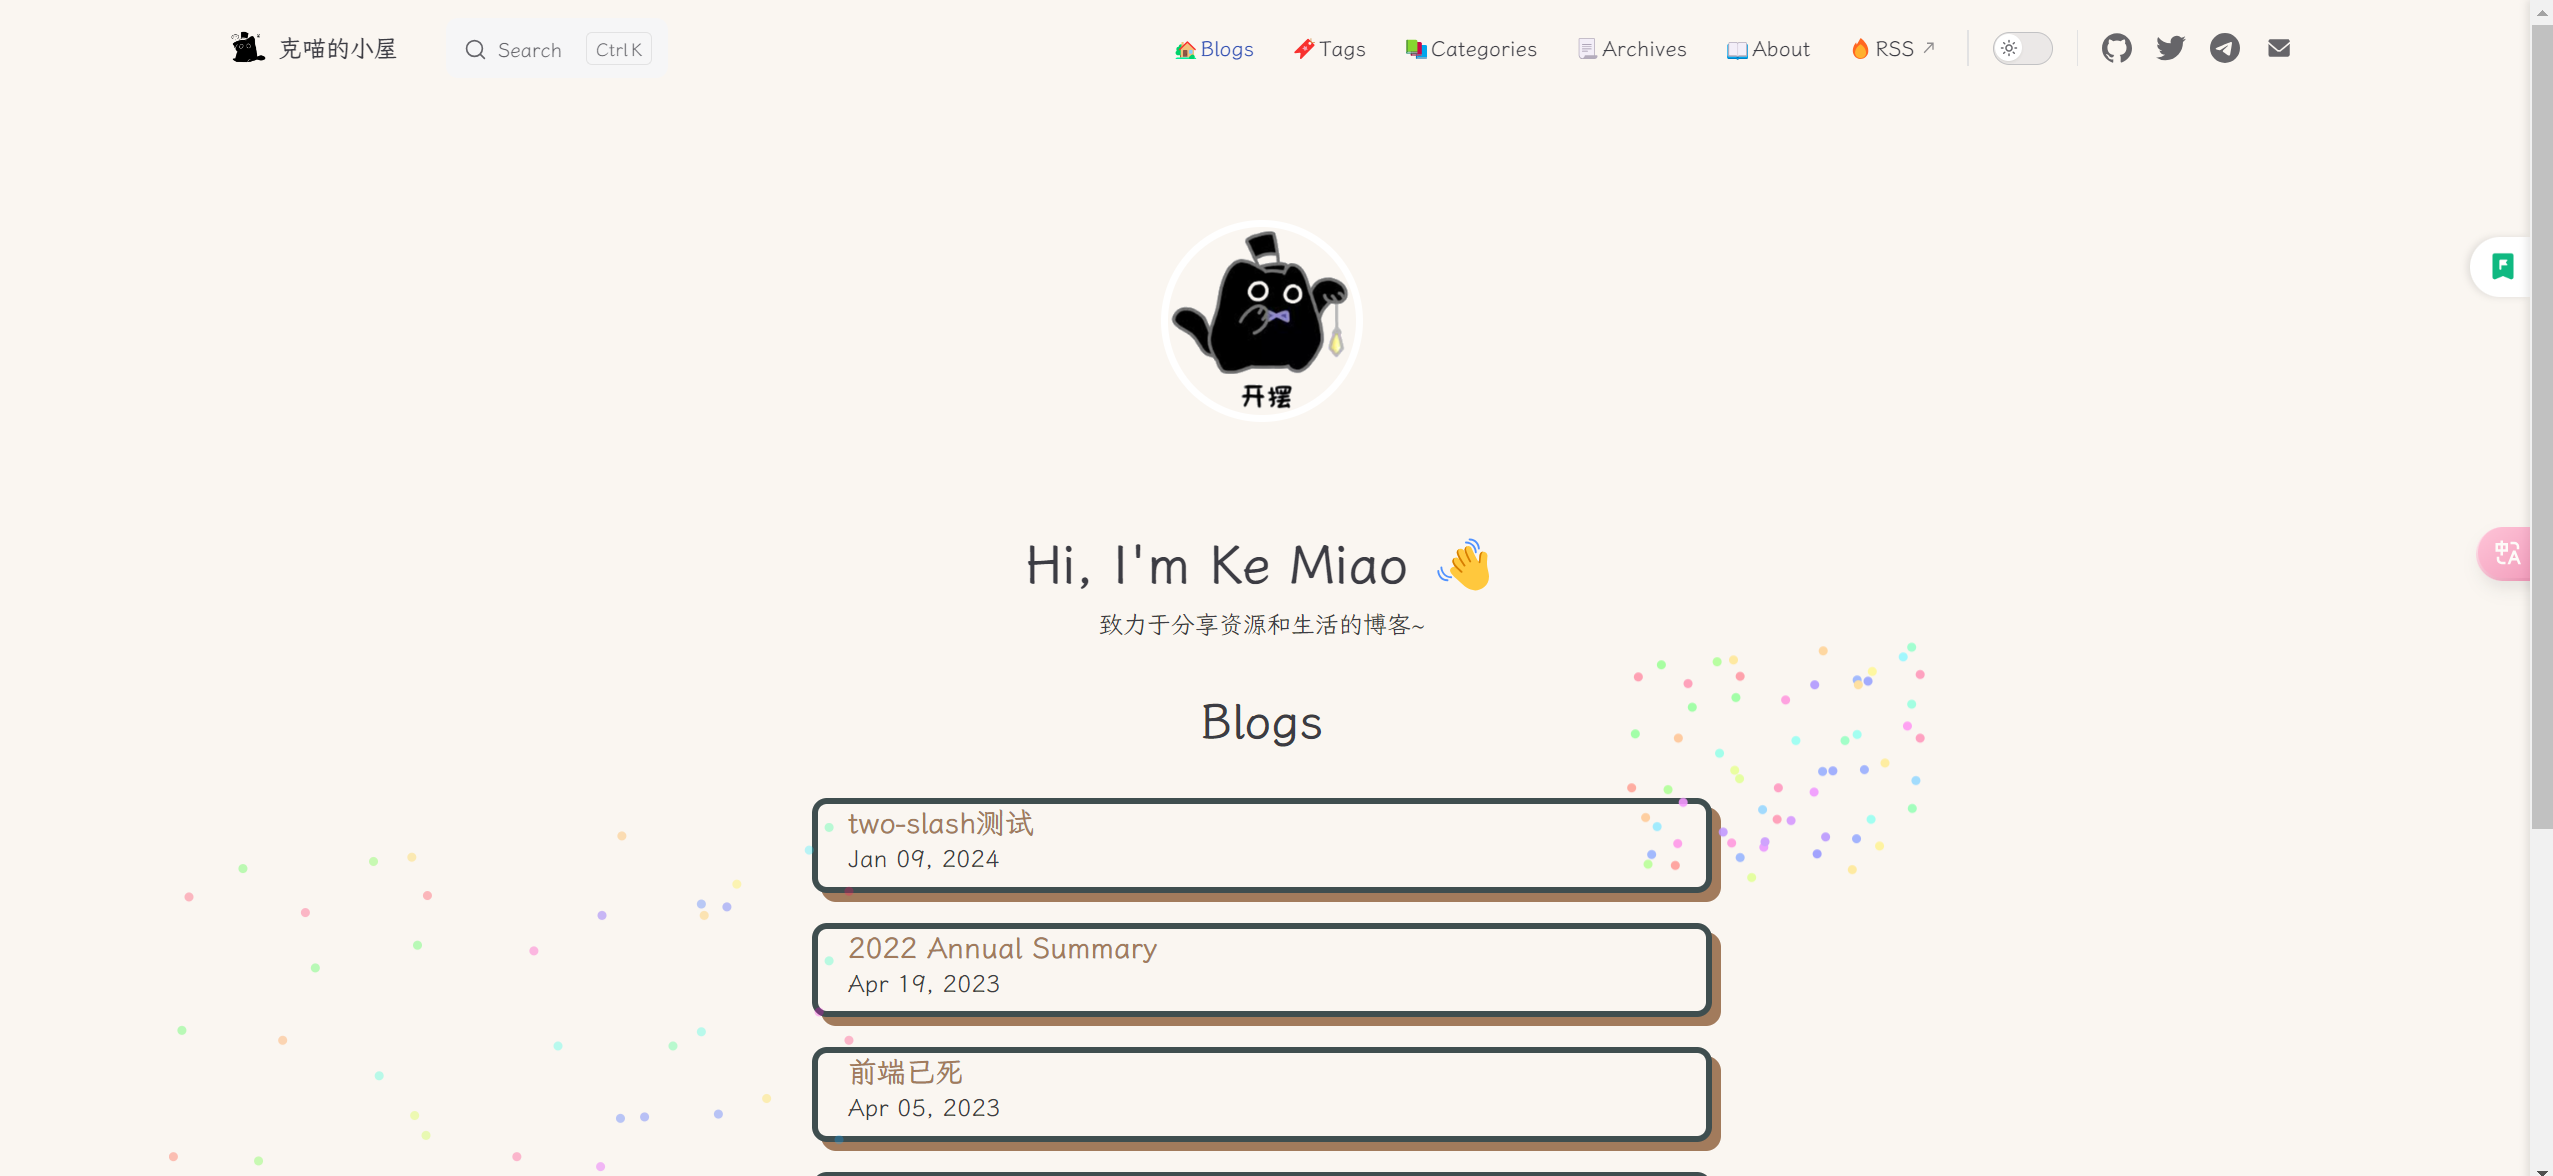 克喵的小屋
Search Ctrl K
Blogs Tags Categories Archives About RSS
开摆
Hi, I'm Ke Miao 👋
致力于分享资源和生活的博客~
Blogs
two-slash测试
Jan 09, 2024
2022 Annual Summary
Apr 19, 2023
前端已死
Apr 05, 2023
中A